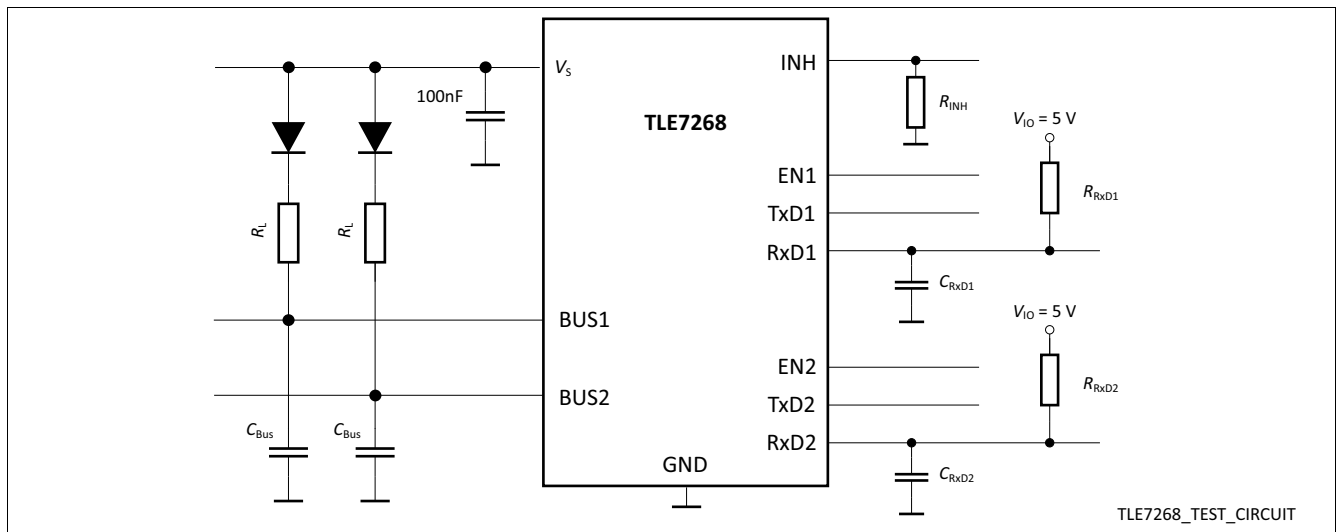 VS
100nF
TLE7268
INH
RINH
VIO = 5 V
EN1
RRxD1
TxD1
RL
RL
RxD1
CRxD1
VIO = 5 V
BUS1
EN2
RRxD2
BUS2
TxD2
CBus
CBus
RxD2
GND
CRxD2
TLE7268_TEST_CIRCUIT